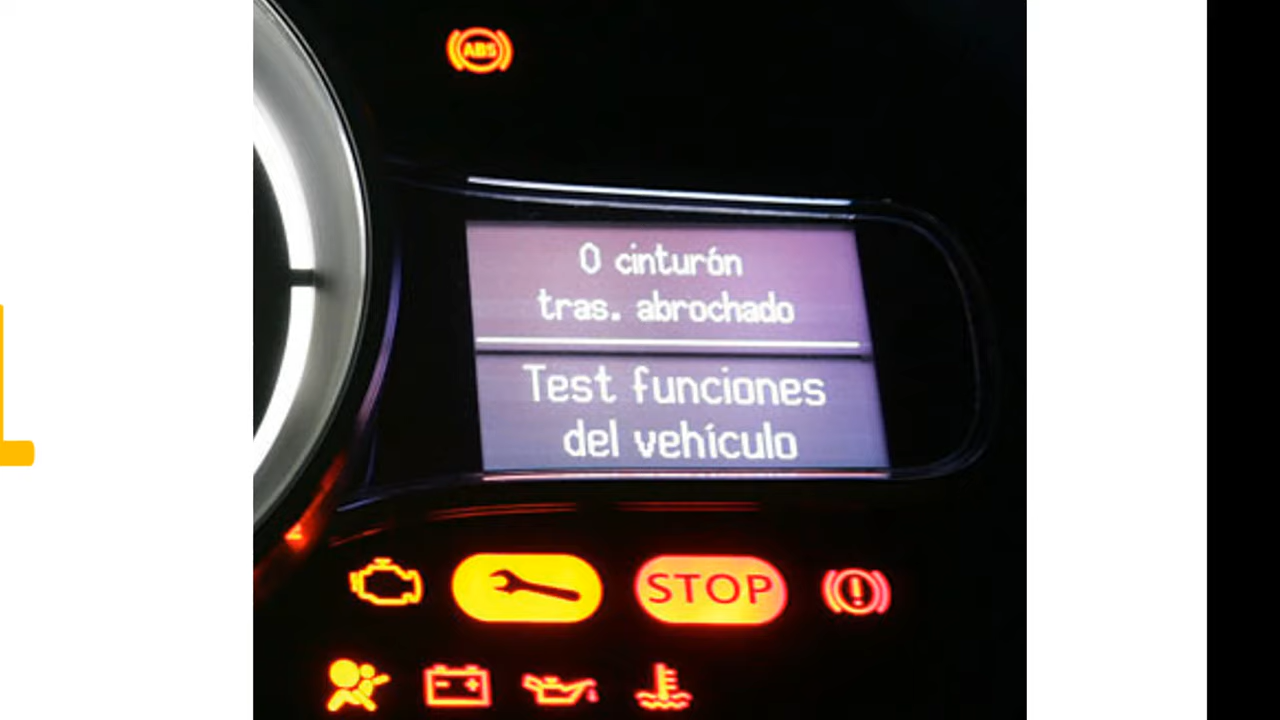 ABS
0 cinturón
tras. abrochado
Test funciones
del vehículo
STOP